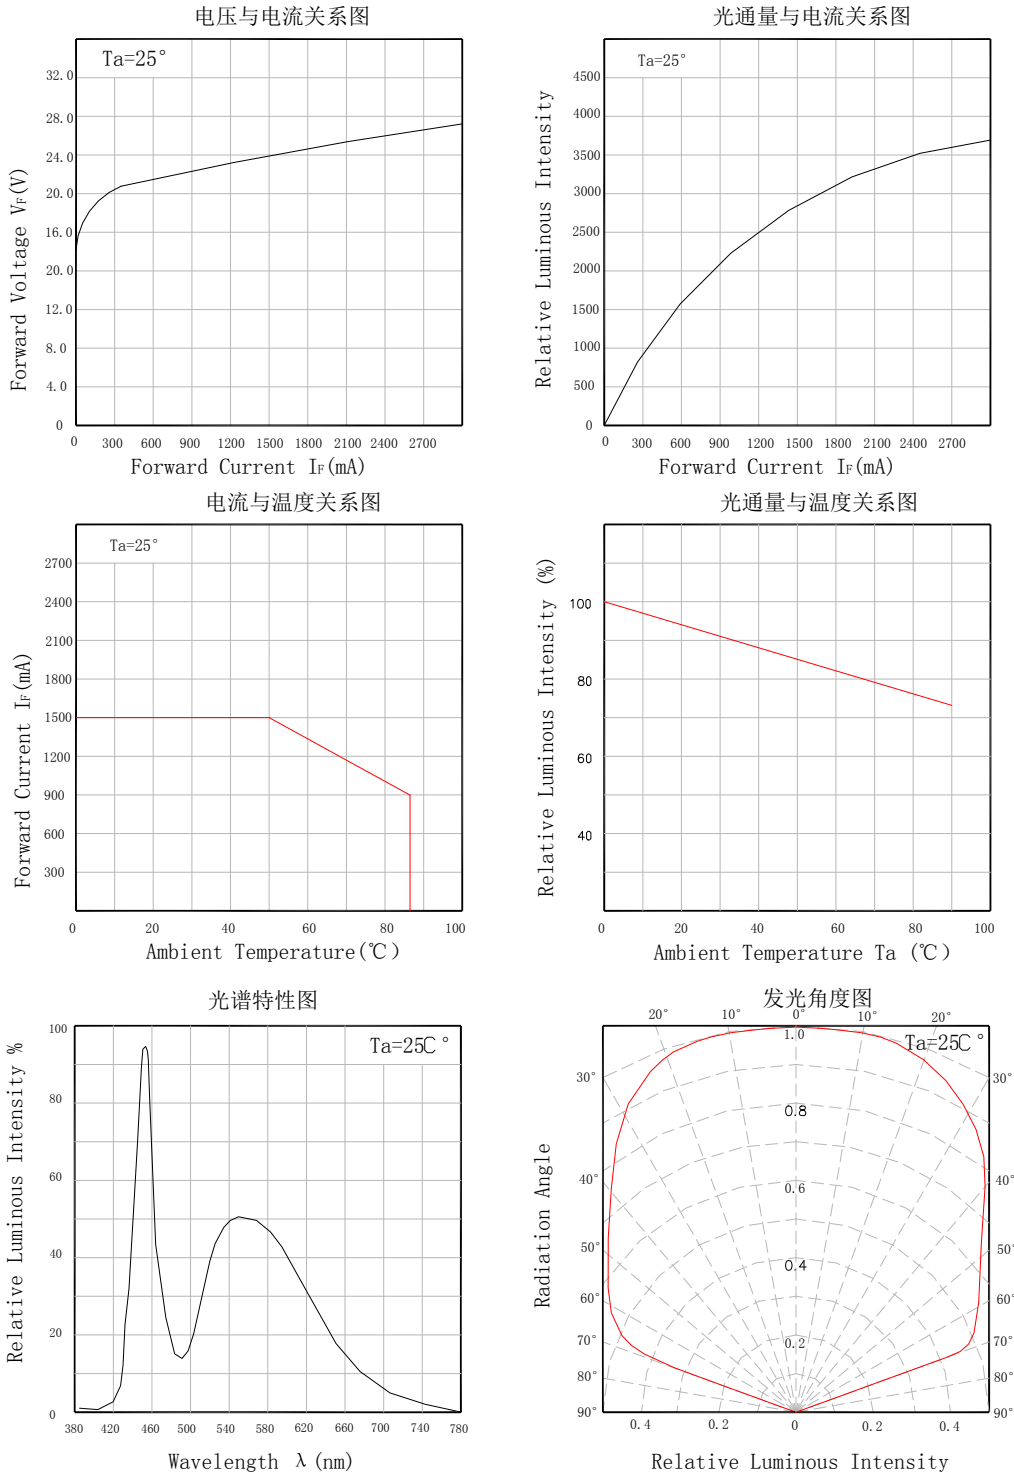 电压与电流关系图
Ta=25°
32.0
28.0
24.0
20.0
16.0
20.0
12.0
8.0
4.0
0
Forward Voltage VF(V)
0 300 600 900 1200 1500 1800 2100 2400 2700
Forward Current IF(mA)
光通量与电流关系图
Ta=25°
4500
4000
3500
3000
2500
2000
1500
1000
500
0
Relative Luminous Intensity
0 300 600 900 1200 1500 1800 2100 2400 2700
Forward Current IF(mA)
电流与温度关系图
Ta=25°
2700
2400
2100
1800
1500
1200
900
600
300
Forward Current IF(mA)
0 20 40 60 80 100
Ambient Temperature(℃)
光通量与温度关系图
100
80
60
40
Relative Luminous Intensity (%)
0 20 40 60 80 100
Ambient Temperature Ta (℃)
光谱特性图
Ta=25C°
100
80
60
40
20
0
Relative Luminous Intensity %
380 420 460 500 540 580 620 660 700 740 780
Wavelength λ (nm)
发光角度图
20° 10° 0° 10° 20°
Ta=25C°
1.0
30° 30°
0.8
40° 40°
0.6
50° 50°
0.4
60° 60°
70° 70°
0.2
80° 80°
90° 90°
Radiation Angle
0.4 0.2 0 0.2 0.4
Relative Luminous Intensity